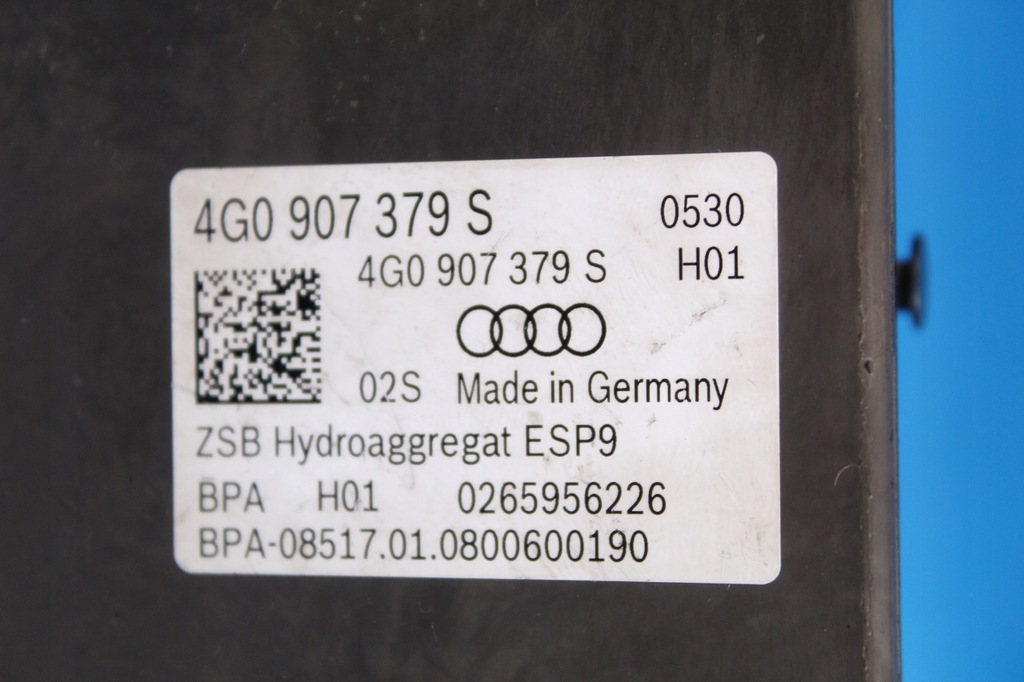 4G0 907 379 S 0530
4G0 907 379 S H01
02S Made in Germany
ZSB Hydroaggregat ESP9
BPA H01 0265956226
BPA-08517.01.0800600190